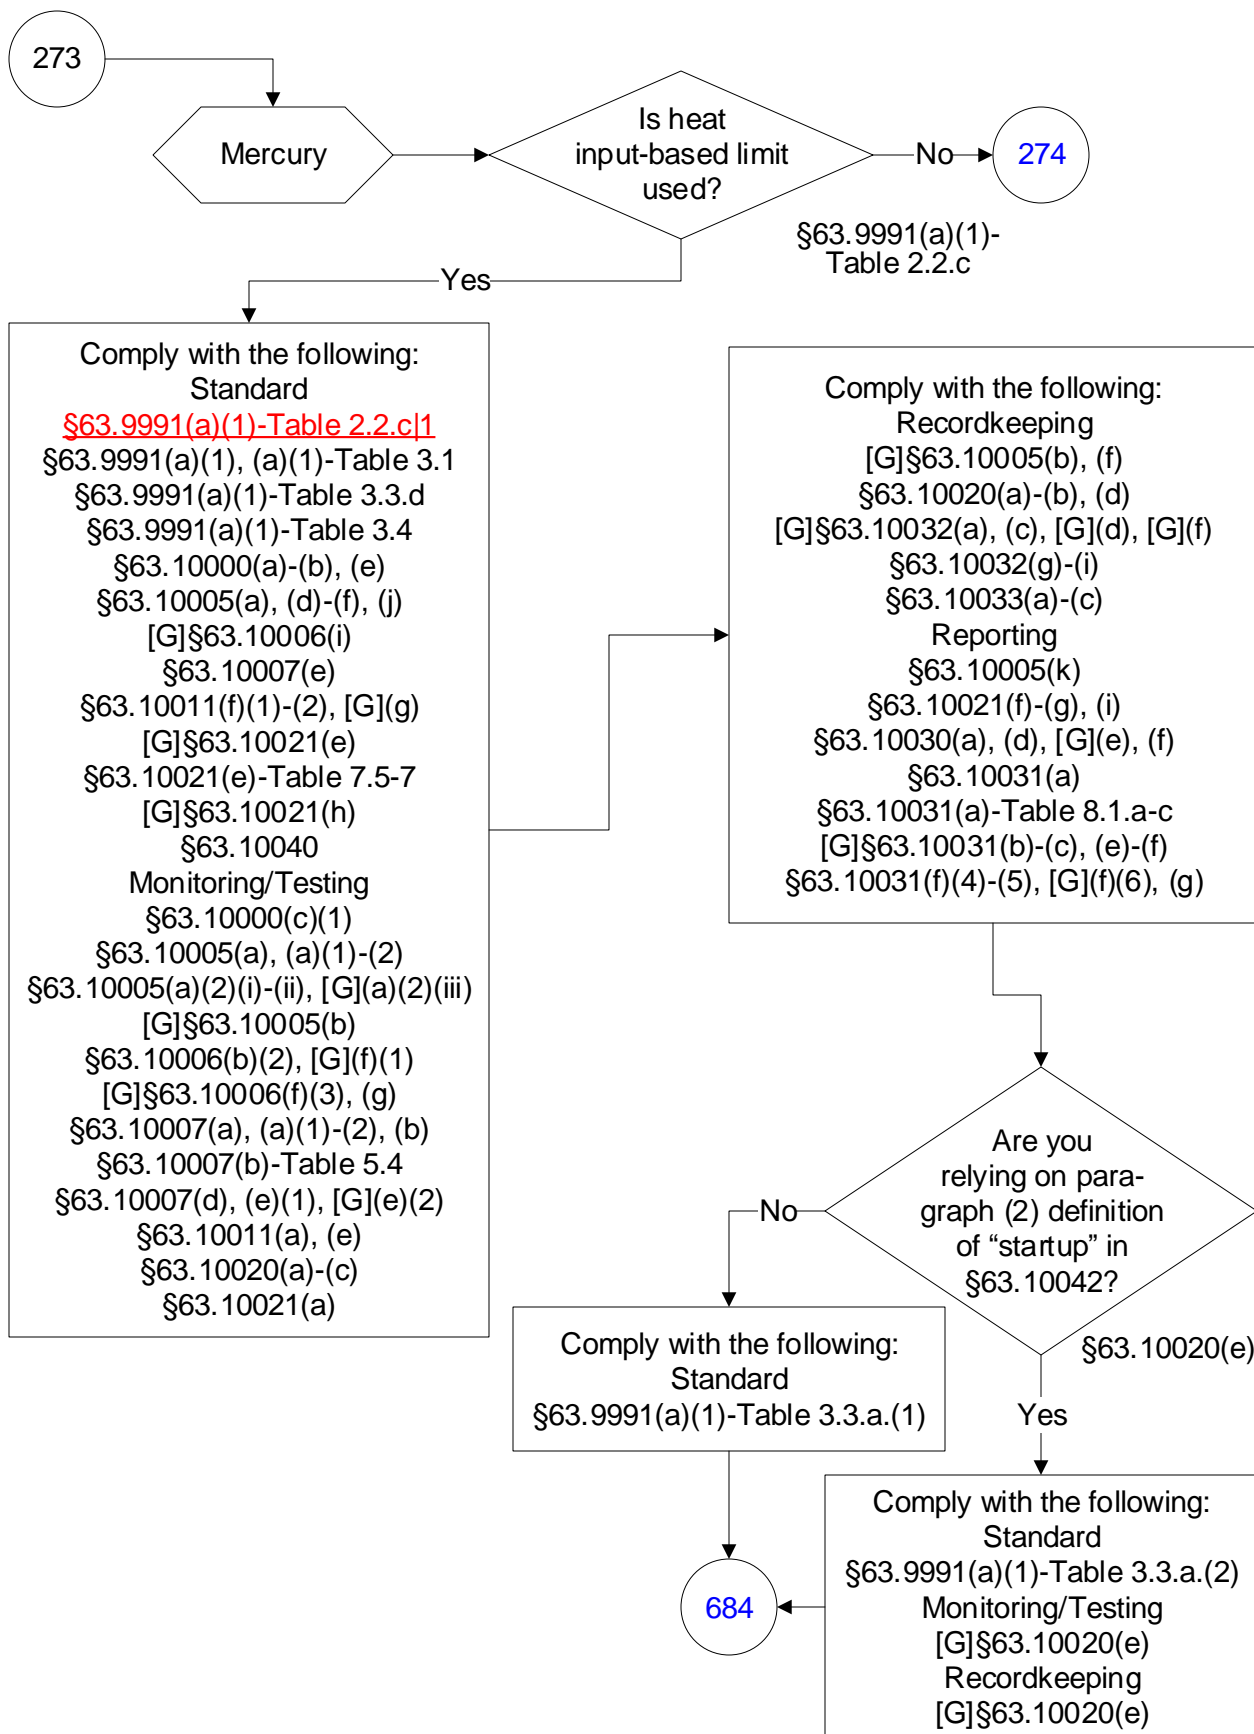 273
Mercury
Is heat
input-based limit
used?
No
274
§63.9991(a)(1)-
Table 2.2.c
Yes
Comply with the following:
Standard
§63.9991(a)(1)-Table 2.2.c|1
§63.9991(a)(1), (a)(1)-Table 3.1
§63.9991(a)(1)-Table 3.3.d
§63.9991(a)(1)-Table 3.4
§63.10000(a)-(b), (e)
§63.10005(a), (d)-(f), (j)
[G]§63.10006(i)
§63.10007(e)
§63.10011(f)(1)-(2), [G](g)
[G]§63.10021(e)
§63.10021(e)-Table 7.5-7
[G]§63.10021(h)
§63.10040
Monitoring/Testing
§63.10000(c)(1)
§63.10005(a), (a)(1)-(2)
§63.10005(a)(2)(i)-(ii), [G](a)(2)(iii)
[G]§63.10005(b)
§63.10006(b)(2), [G](f)(1)
[G]§63.10006(f)(3), (g)
§63.10007(a), (a)(1)-(2), (b)
§63.10007(b)-Table 5.4
§63.10007(d), (e)(1), [G](e)(2)
§63.10011(a), (e)
§63.10020(a)-(c)
§63.10021(a)
Comply with the following:
Recordkeeping
[G]§63.10005(b), (f)
§63.10020(a)-(b), (d)
[G]§63.10032(a), (c), [G](d), [G](f)
§63.10032(g)-(i)
§63.10033(a)-(c)
Reporting
§63.10005(k)
§63.10021(f)-(g), (i)
§63.10030(a), (d), [G](e), (f)
§63.10031(a)
§63.10031(a)-Table 8.1.a-c
[G]§63.10031(b)-(c), (e)-(f)
§63.10031(f)(4)-(5), [G](f)(6), (g)
Are you
relying on para-
graph (2) definition
of “startup” in
§63.10042?
§63.10020(e)
No
Comply with the following:
Standard
§63.9991(a)(1)-Table 3.3.a.(1)
Yes
Comply with the following:
Standard
§63.9991(a)(1)-Table 3.3.a.(2)
Monitoring/Testing
[G]§63.10020(e)
Recordkeeping
[G]§63.10020(e)
684